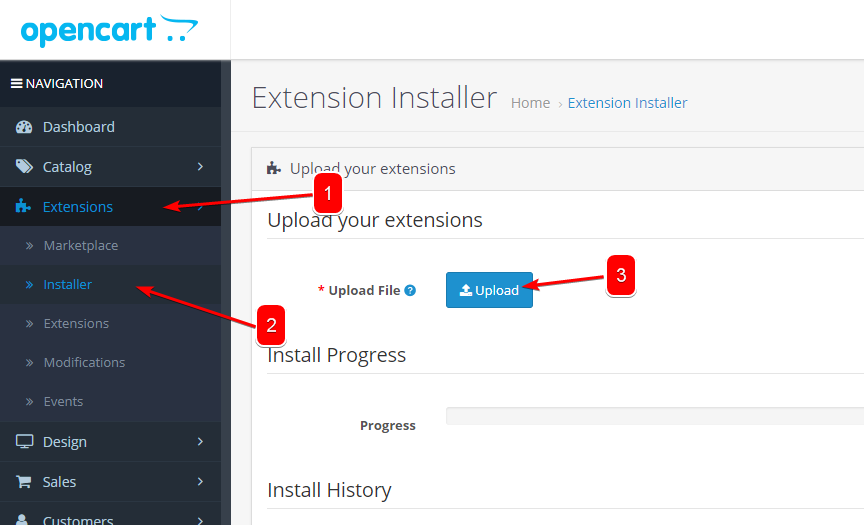 opencart
NAVIGATION
Dashboard
Catalog
Extensions
Marketplace
Installer
Extensions
Modifications
Events
Design
Sales
Customers
Extension Installer
Home › Extension Installer
Upload your extensions
Upload your extensions
* Upload File ?
Upload
Install Progress
Progress
Install History
1
2
3